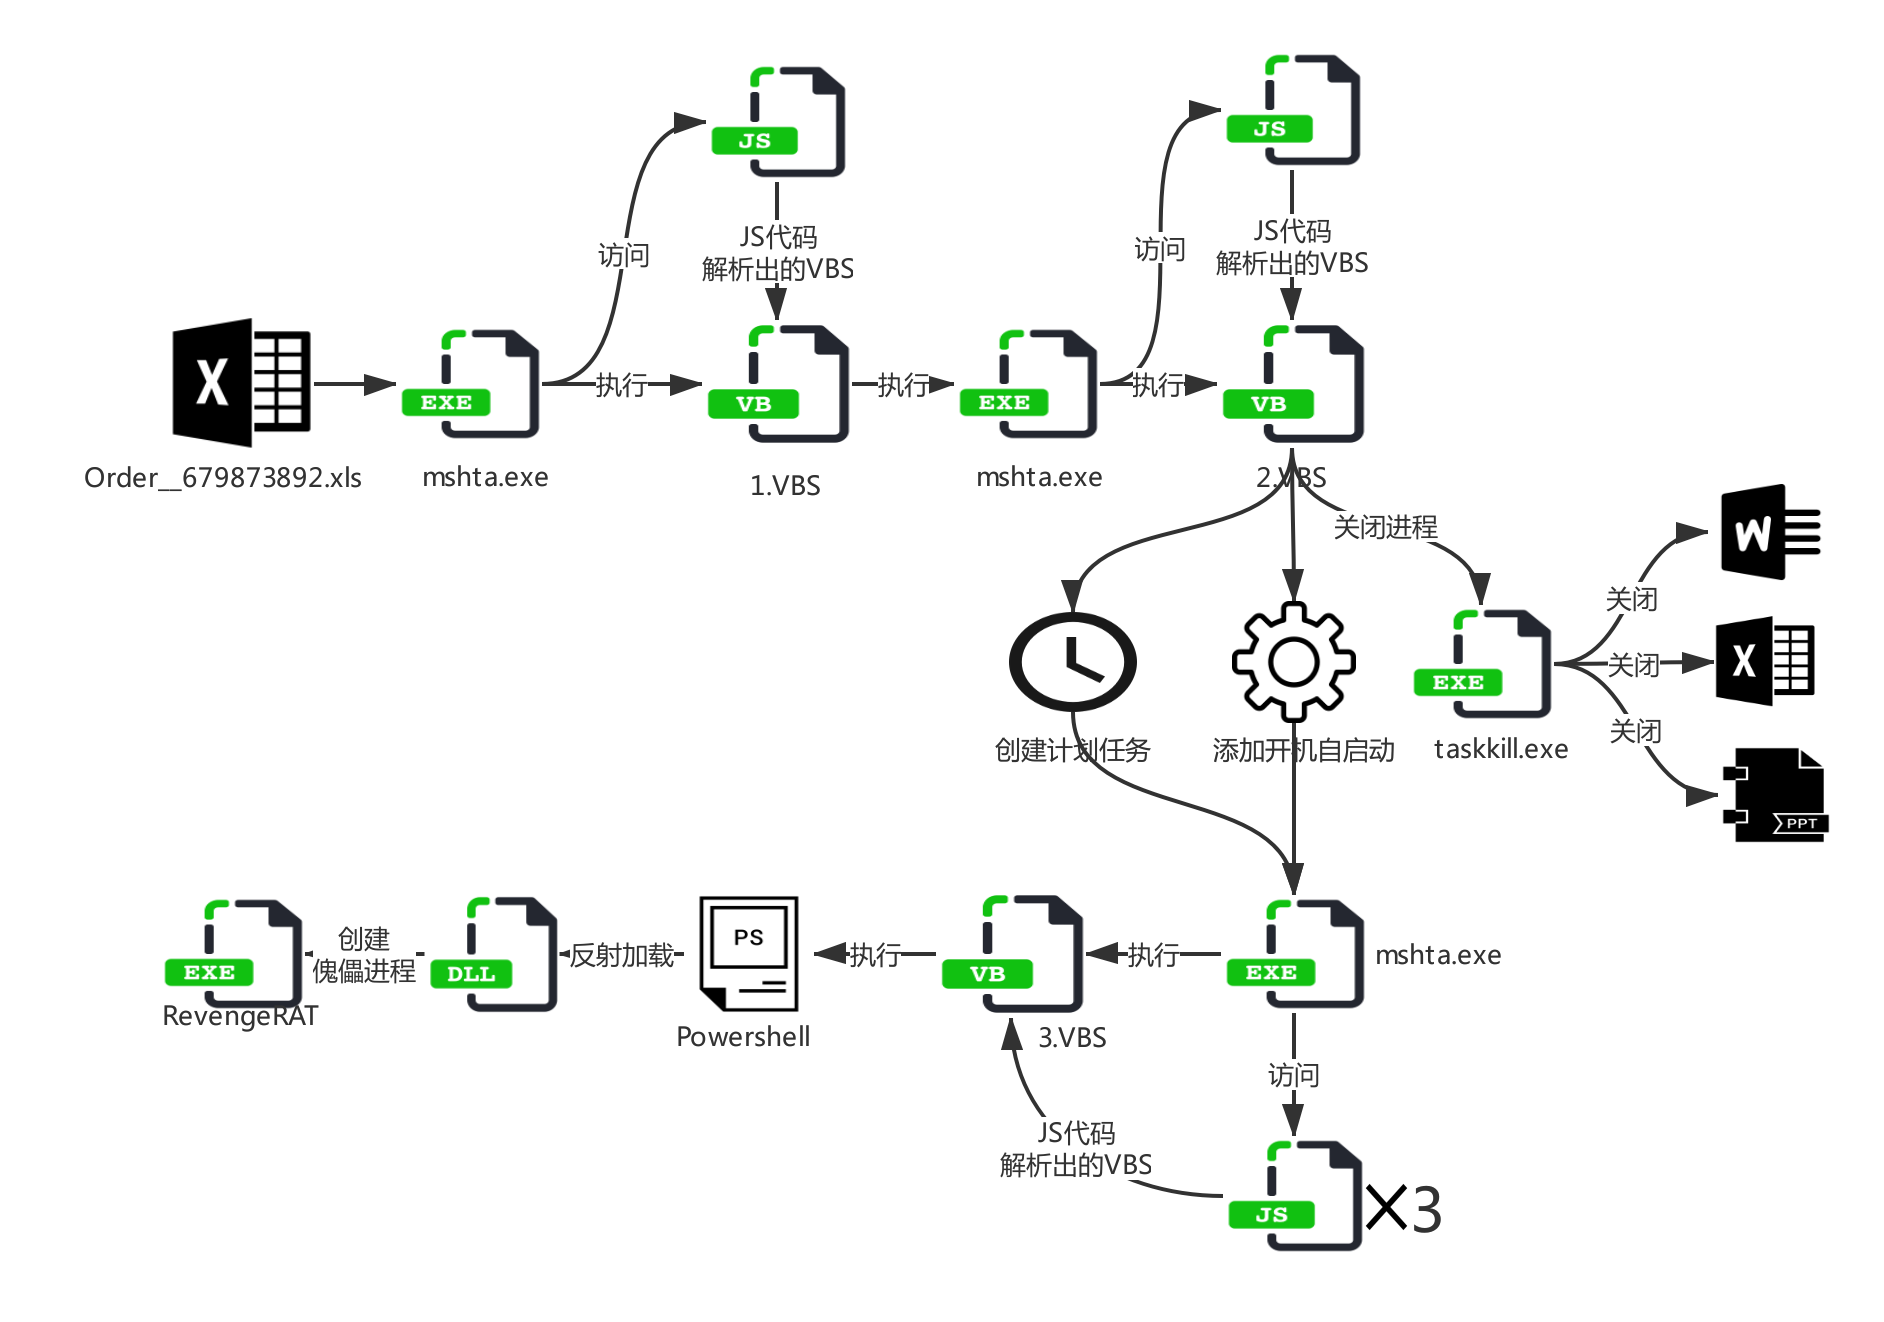 JS
JS
JS代码
解析出的VBS
JS代码
解析出的VBS
访问
访问
X
EXE
执行
VB
执行
EXE
执行
VB
Order__679873892.xls
mshta.exe
1.VBS
mshta.exe
2.VBS
关闭进程
W
关闭
EXE
关闭
X
关闭
创建计划任务
添加开机自启动
taskkill.exe
PPT
EXE
创建
傀儡进程
DLL
反射加载
PS
执行
VB
执行
EXE
mshta.exe
RevengeRAT
Powershell
3.VBS
访问
JS代码
解析出的VBS
JS
×3